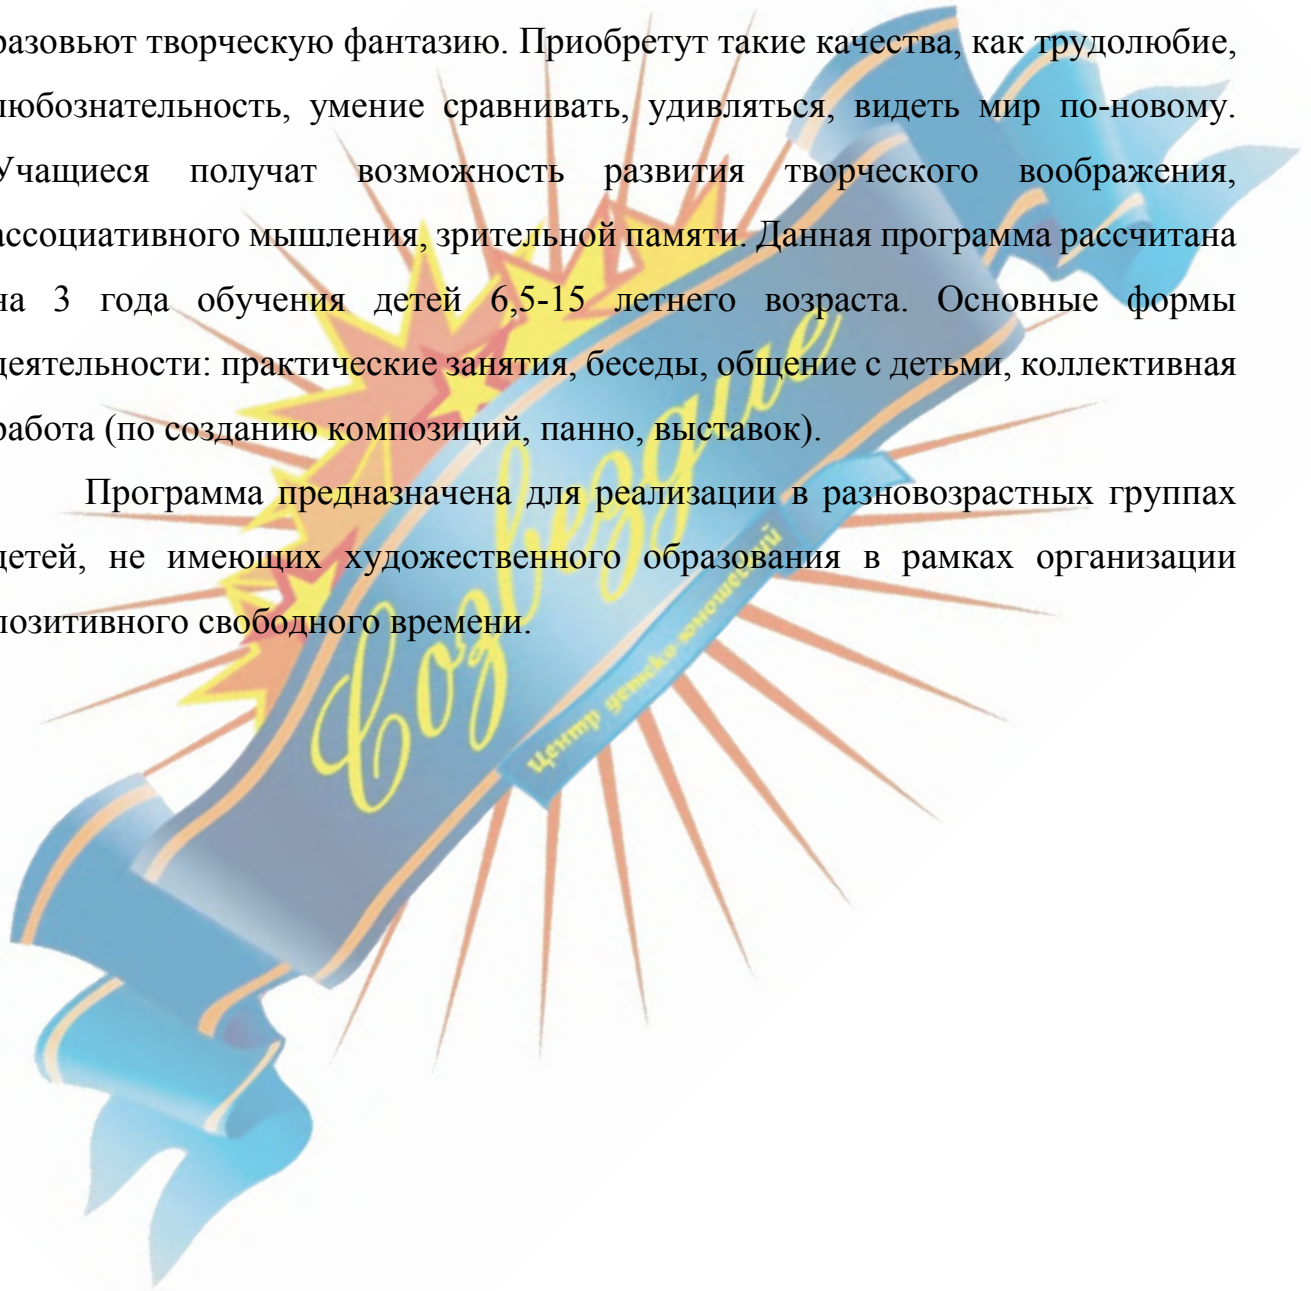 разовьют творческую фантазию. Приобретут такие качества, как трудолюбие,
любознательность, умение сравнивать, удивляться, видеть мир по-новому.
Учащиеся получат возможность развития творческого воображения,
ассоциативного мышления, зрительной памяти. Данная программа рассчитана
на 3 года обучения детей 6,5-15 летнего возраста. Основные формы
деятельности: практические занятия, беседы, общение с детьми, коллективная
работа (по созданию композиций, панно, выставок).
Программа предназначена для реализации в разновозрастных группах
детей, не имеющих художественного образования в рамках организации
позитивного свободного времени.
Созвездие
Центр детско-юношеский